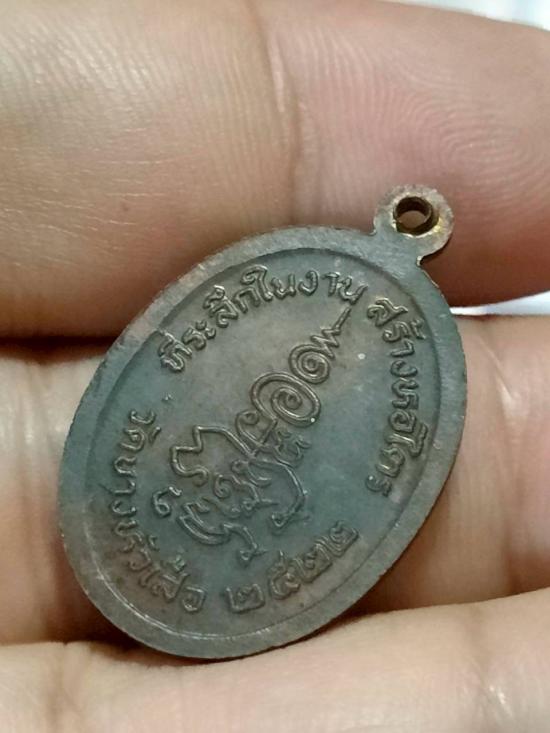 ที่ระลึกในงาน สร้างหอไตร
วัดบางหัวเสือ ๒๕๒๒